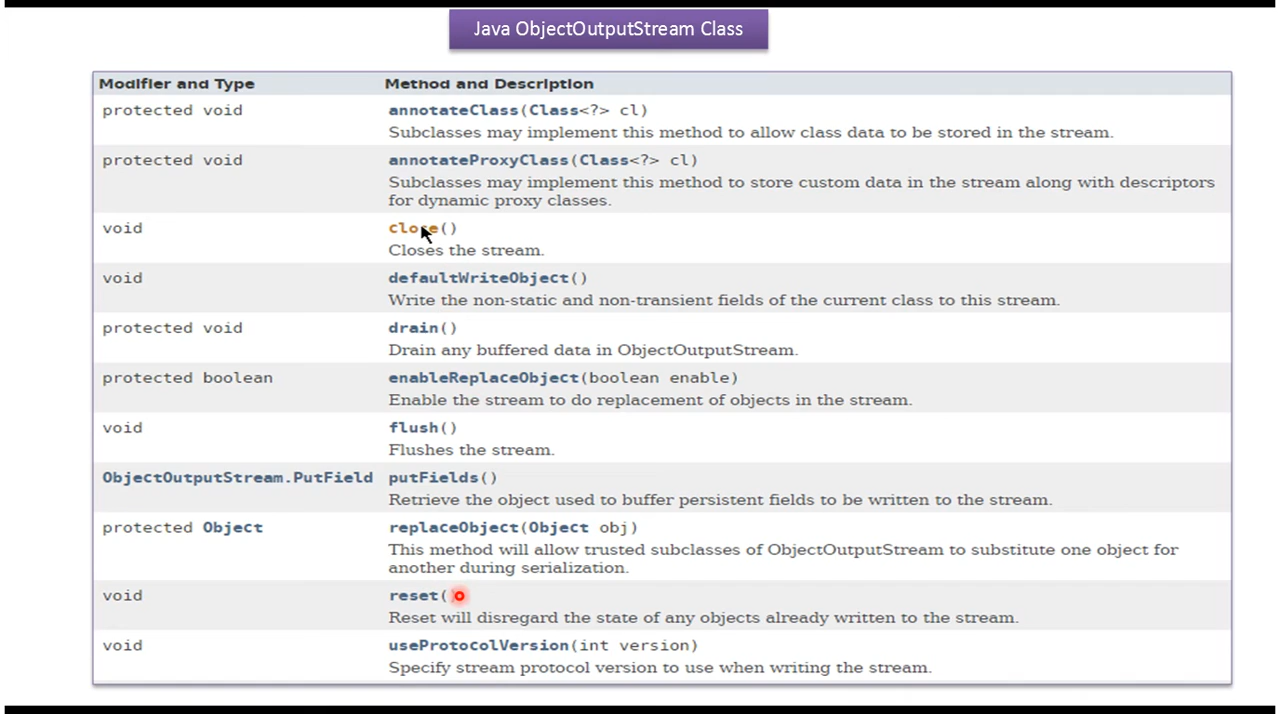 Java ObjectOutputStream Class
Modifier and Type Method and Description
protected void annotateClass(Class<?> cl)
Subclasses may implement this method to allow class data to be stored in the stream.
protected void annotateProxyClass(Class<?> cl)
Subclasses may implement this method to store custom data in the stream along with descriptors
for dynamic proxy classes.
void close()
Closes the stream.
void defaultWriteObject()
Write the non-static and non-transient fields of the current class to this stream.
protected void drain()
Drain any buffered data in ObjectOutputStream.
protected boolean enableReplaceObject(boolean enable)
Enable the stream to do replacement of objects in the stream.
void flush()
Flushes the stream.
ObjectOutputStream.PutField putFields()
Retrieve the object used to buffer persistent fields to be written to the stream.
protected Object replaceObject(Object obj)
This method will allow trusted subclasses of ObjectOutputStream to substitute one object for
another during serialization.
void reset(
Reset will disregard the state of any objects already written to the stream.
void useProtocolVersion(int version)
Specify stream protocol version to use when writing the stream.